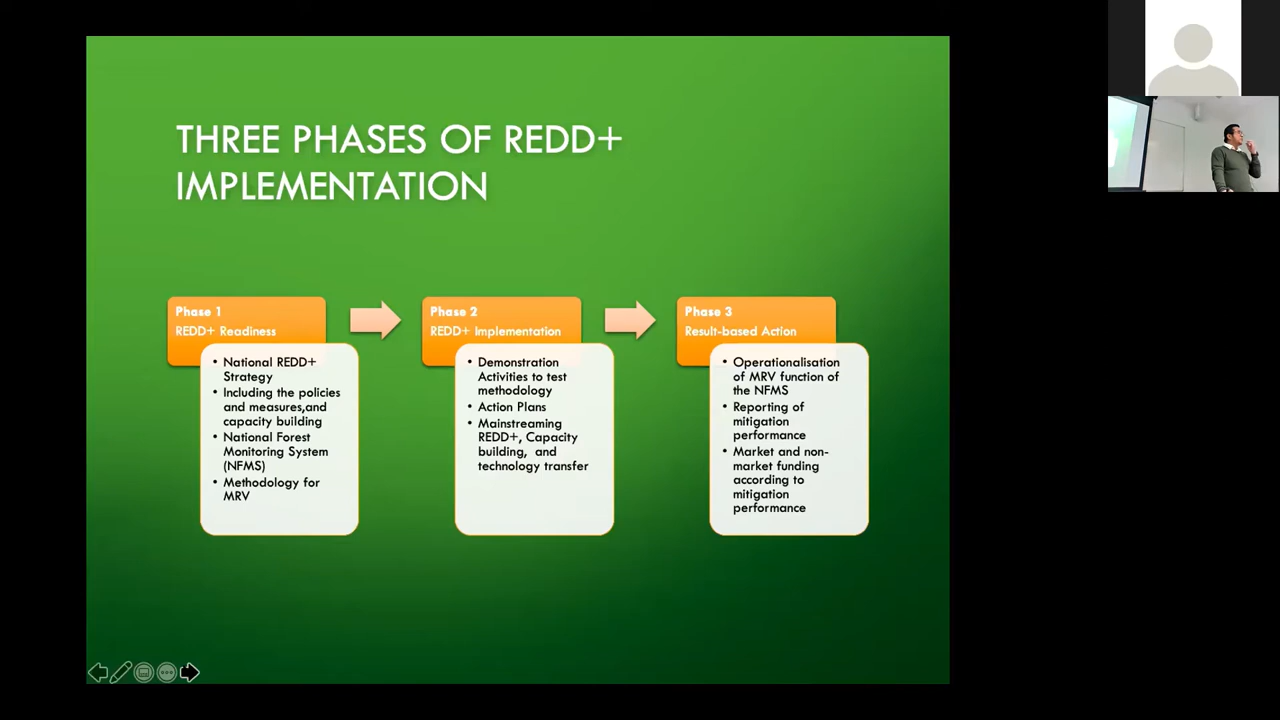 THREE PHASES OF REDD+
IMPLEMENTATION
Phase 1
REDD+ Readiness
• National REDD+
Strategy
• Including the policies
and measures,and
capacity building
• National Forest
Monitoring System
(NFMS)
• Methodology for
MRV
Phase 2
REDD+ Implementation
• Demonstration
Activities to test
methodology
• Action Plans
• Mainstreaming
REDD+, Capacity
building, and
technology transfer
Phase 3
Result-based Action
• Operationalisation
of MRV function of
the NFMS
• Reporting of
mitigation
performance
• Market and non-
market funding
according to
mitigation
performance